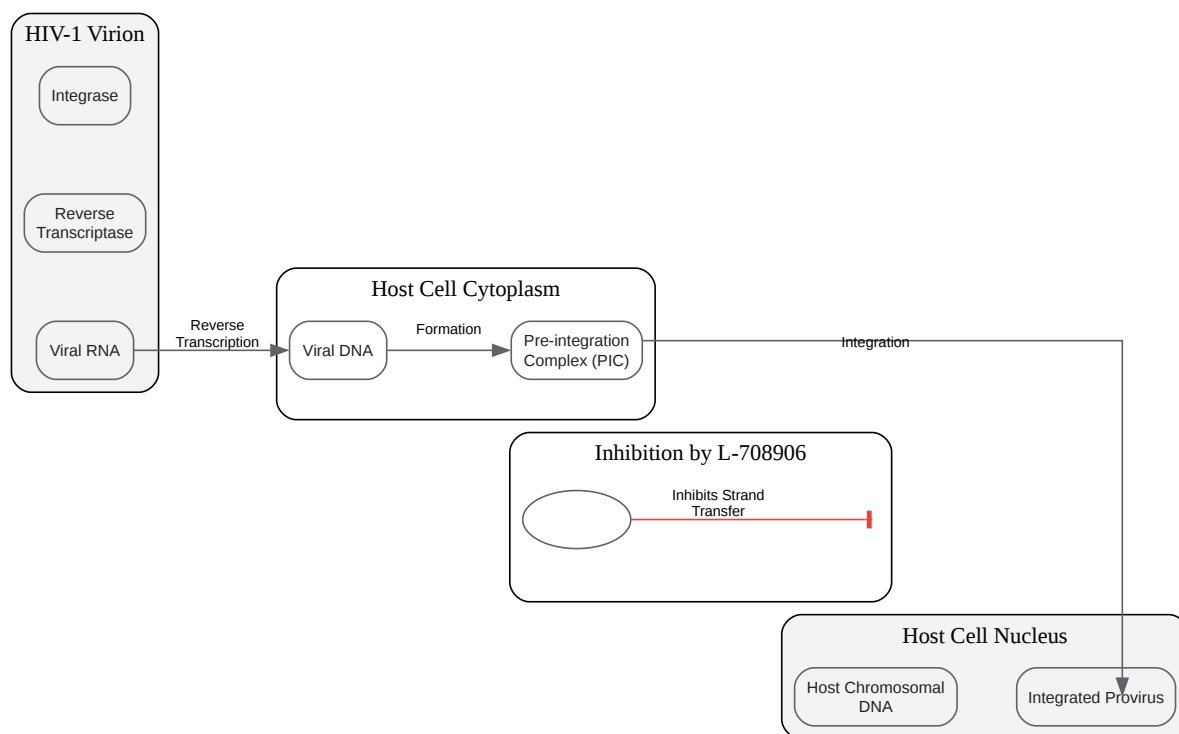 HIV-1 Virion
Integrase
Reverse
Transcriptase
Viral RNA
Reverse
Transcription
Host Cell Cytoplasm
Viral DNA
Formation
Pre-integration
Complex (PIC)
Integration
Inhibition by L-708906
Inhibits Strand
Transfer
Host Cell Nucleus
Host Chromosomal
DNA
Integrated Provirus